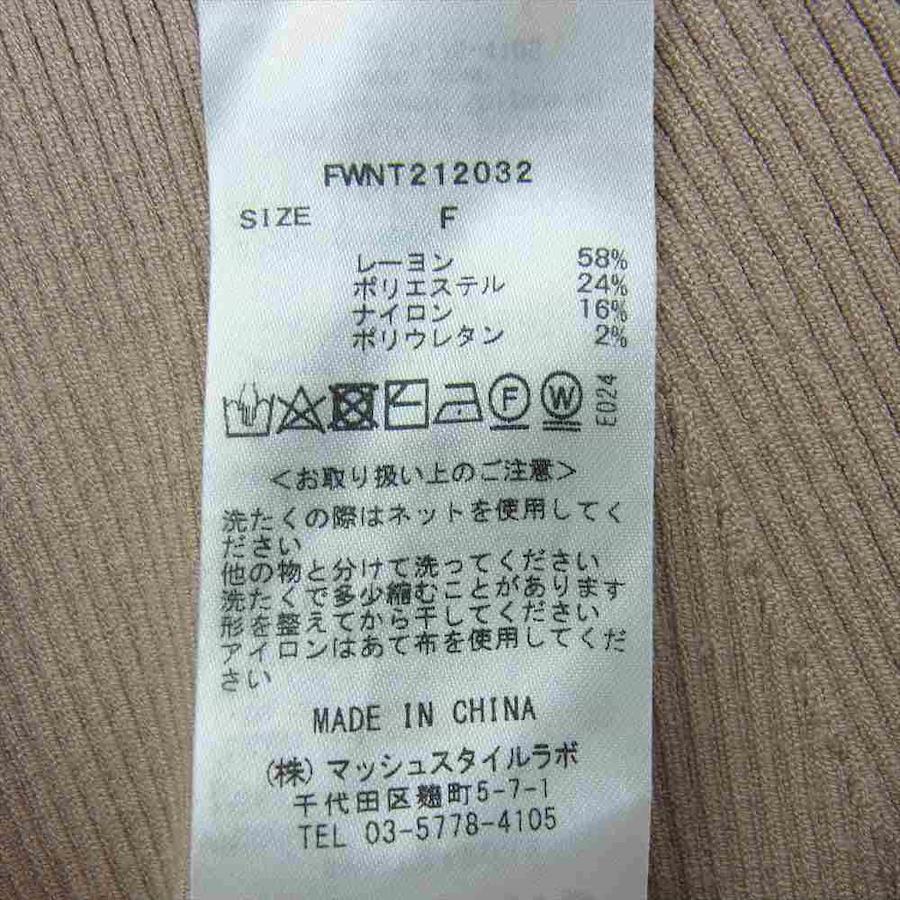 FWNT212032
SIZE F
レーヨン 58%
ポリエステル 24%
ナイロン 16%
ポリウレタン 2%
F W E024
<お取り扱い上のご注意>
洗たくの際はネットを使用してく
ださい
他の物と分けて洗ってください
洗たくで多少縮むことがあります
形を整えてから干してください
アイロンはあて布を使用してくだ
さい
MADE IN CHINA
(株)マッシュスタイルラボ
千代田区麹町5-7-1
TEL 03-5778-4105